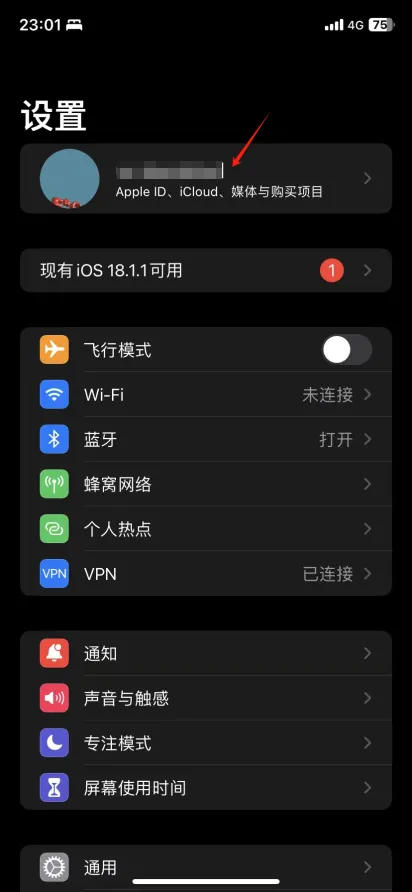 23:01 4G 75
设置
Apple ID、iCloud、媒体与购买项目
现有iOS 18.1.1可用 1
飞行模式
Wi-Fi 未连接
蓝牙 打开
蜂窝网络
个人热点
VPN VPN 已连接
通知
声音与触感
专注模式
屏幕使用时间
通用